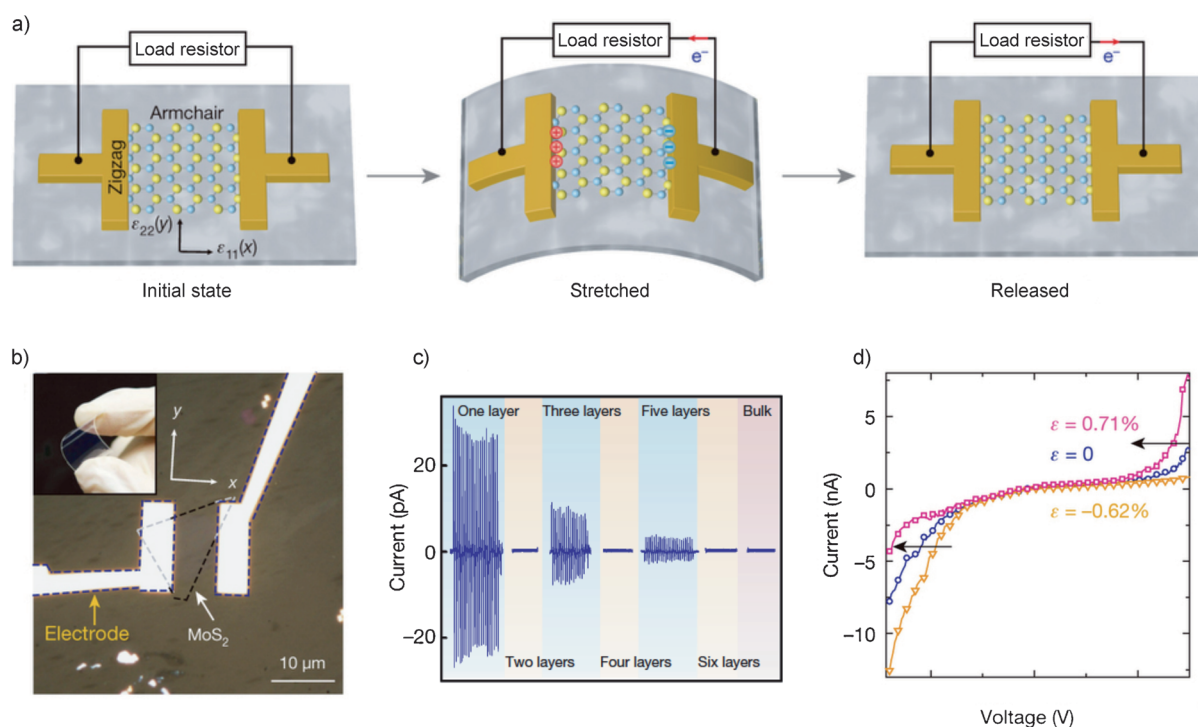 a)
Load resistor
Load resistor
Load resistor
e⁻
e⁻
Armchair
Zigzag
ε₂₂(y)
ε₁₁(x)
Initial state
Stretched
Released
b)
y
x
Electrode
MoS₂
10 μm
c)
One layer
Three layers
Five layers
Bulk
Current (pA)
20
0
−20
Two layers
Four layers
Six layers
d)
Current (nA)
5
0
−5
−10
ε = 0.71%
ε = 0
ε = −0.62%
Voltage (V)